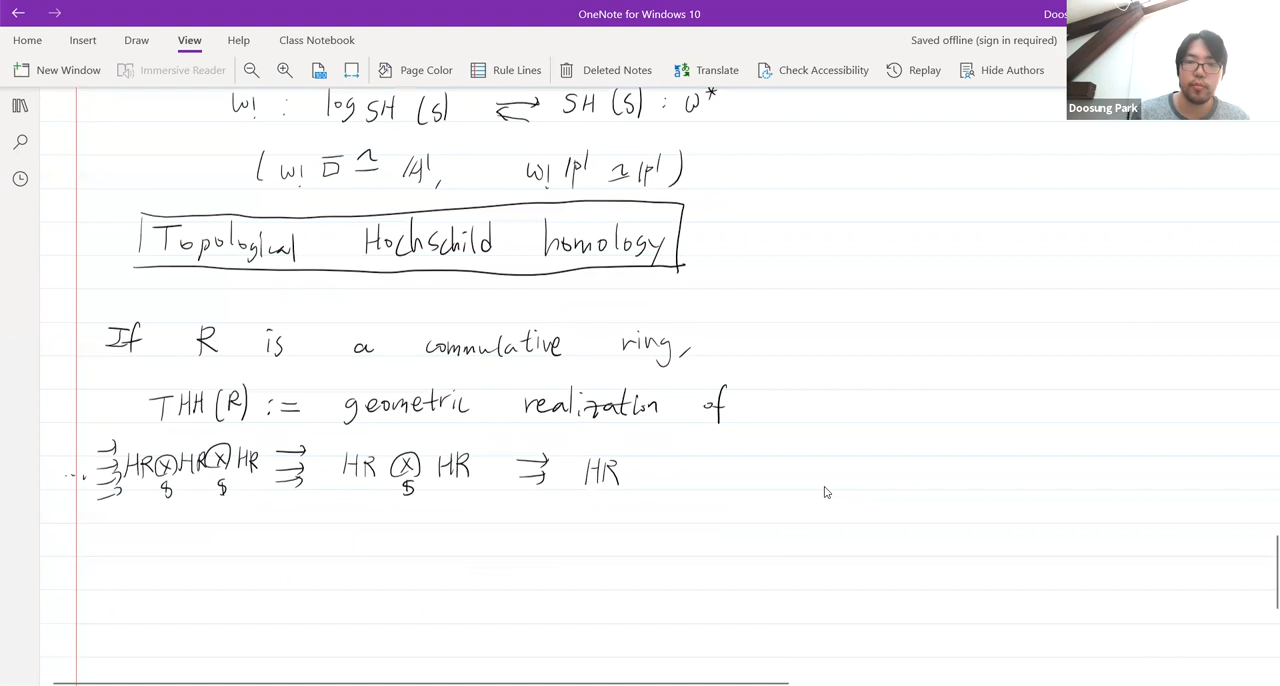 OneNote for Windows 10
Doos
Home Insert Draw View Help Class Notebook Saved offline (sign in required)
New Window Immersive Reader Page Color Rule Lines Deleted Notes Translate Check Accessibility Replay Hide Authors
Doosung Park
ω! : log SH (S) ⇄ SH (S) : ω*
( ω! □̅ ≃ A¹, ω! P¹ ≃ P¹ )
Topological Hochschild homology
If R is a commutative ring,
THH(R) := geometric realization of
... HR ⊗_𝕊 HR ⊗_𝕊 HR ⇶ HR ⊗_𝕊 HR ⇉ HR